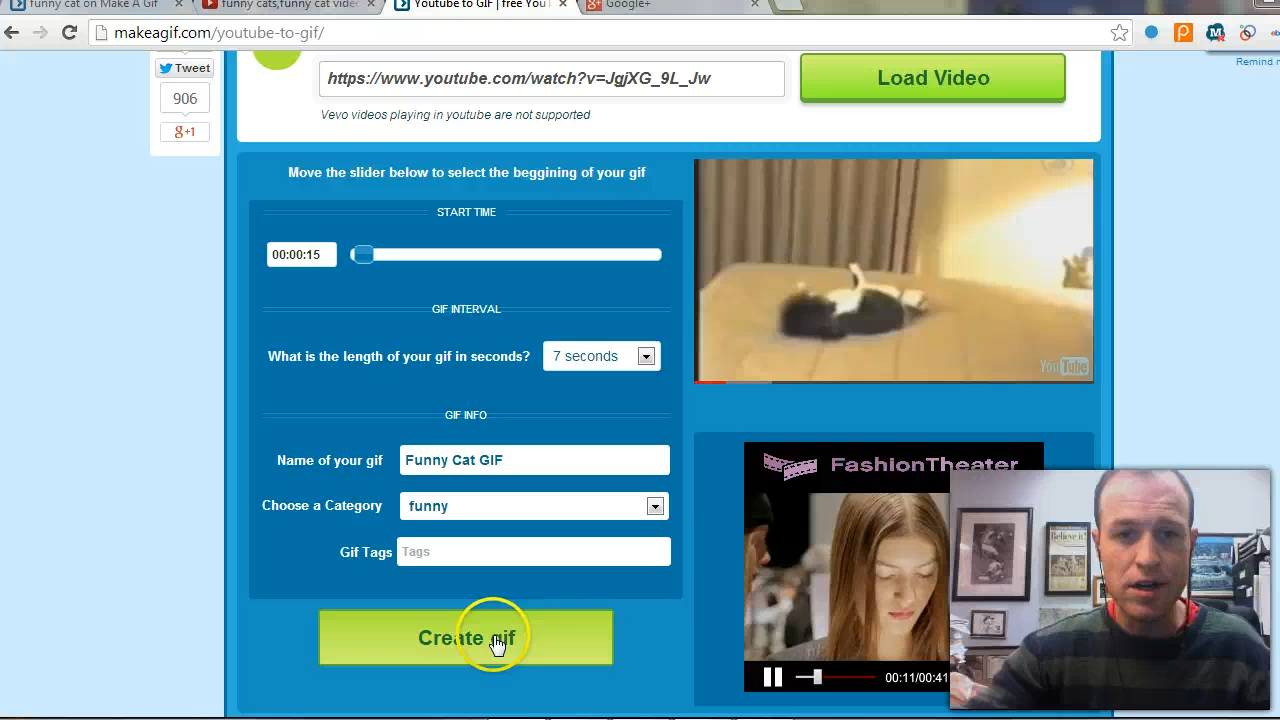 funny cat on Make A Gif
funny cats,funny cat vide
Youtube to GIF | free You
Google+
makeagif.com/youtube-to/gif/
Remind
Tweet
906
g+1
https://www.youtube.com/watch?v=JgjXG_9L_Jw
Load Video
Vevo videos playing in youtube are not supported
Move the slider below to select the beggining of your gif
START TIME
00:00:15
GIF INTERVAL
What is the length of your gif in seconds?
7 seconds
GIF INFO
Name of your gif
Funny Cat GIF
Choose a Category
funny
Gif Tags
Tags
Create gif
YouTube
FashionTheater
00:11/00:41
Believe it!